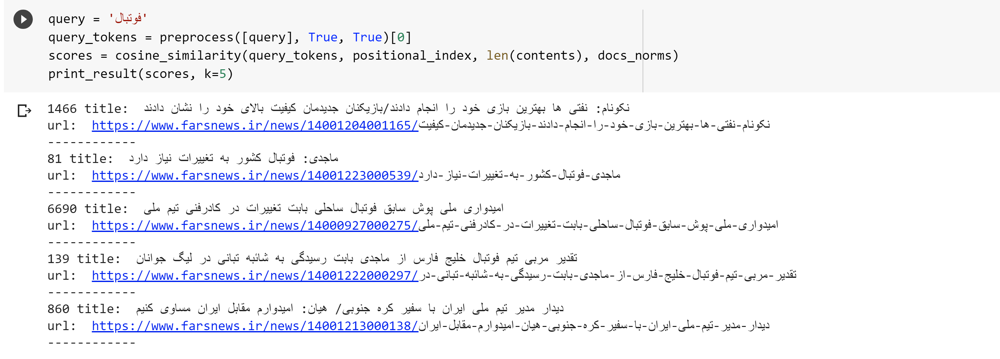 query = 'فوتبال'
query_tokens = preprocess([query], True, True)[0]
scores = cosine_similarity(query_tokens, positional_index, len(contents), docs_norms)
print_result(scores, k=5)
1466 title:  نکونام: نفتی ها بهترین بازی خود را انجام دادند/بازیکنان جدیدمان کیفیت بالای خود را نشان دادند
url:  https://www.farsnews.ir/news/14001204001165/نکونام-نفتی-ها-بهترین-بازی-خود-را-انجام-دادند-بازیکنان-جدیدمان-کیفیت
------------
81 title:  ماجدی: فوتبال کشور به تغییرات نیاز دارد
url:  https://www.farsnews.ir/news/14001223000539/ماجدی-فوتبال-کشور-به-تغییرات-نیاز-دارد
------------
6690 title:  امیدواری ملی پوش سابق فوتبال ساحلی بابت تغییرات در کادرفنی تیم ملی
url:  https://www.farsnews.ir/news/14000927000275/امیدواری-ملی-پوش-سابق-فوتبال-ساحلی-بابت-تغییرات-در-کادرفنی-تیم-ملی
------------
139 title:  تقدیر مربی تیم فوتبال خلیج فارس از ماجدی بابت رسیدگی به شائبه تبانی در لیگ جوانان
url:  https://www.farsnews.ir/news/14001222000297/تقدیر-مربی-تیم-فوتبال-خلیج-فارس-از-ماجدی-بابت-رسیدگی-به-شائبه-تبانی-در
------------
860 title:  دیدار مدیر تیم ملی ایران با سفیر کره جنوبی/ هیان: امیدوارم مقابل ایران مساوی کنیم
url:  https://www.farsnews.ir/news/14001213000138/دیدار-مدیر-تیم-ملی-ایران-با-سفیر-کره-جنوبی-هیان-امیدوارم-مقابل-ایران
------------